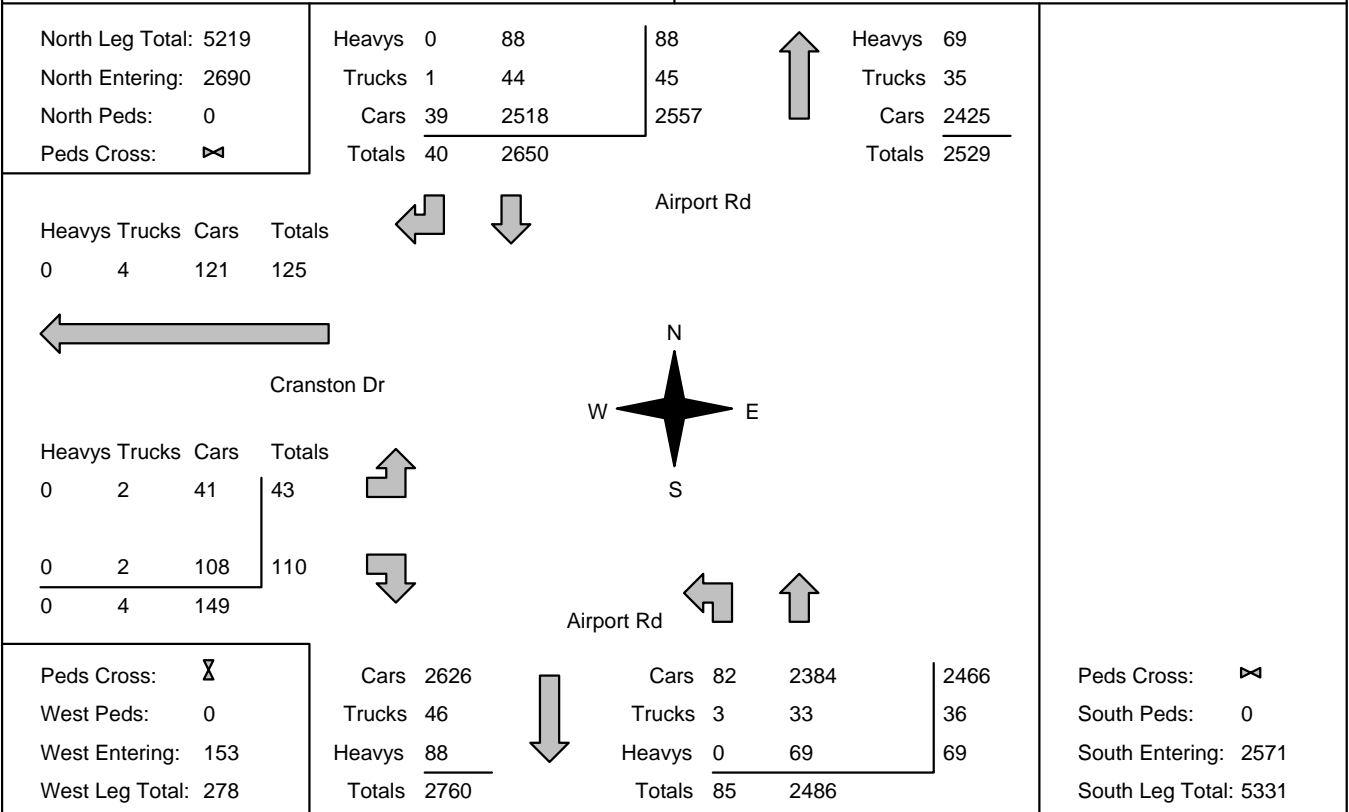 North Leg Total: 5219
North Entering: 2690
North Peds: 0
Peds Cross:
Heavys 0 88 88
Trucks 1 44 45
Cars 39 2518 2557
Totals 40 2650
Heavys 69
Trucks 35
Cars 2425
Totals 2529
Airport Rd
Heavys Trucks Cars Totals
0 4 121 125
Cranston Dr
N
W E
S
Heavys Trucks Cars Totals
0 2 41 43
0 2 108 110
0 4 149
Airport Rd
Peds Cross:
West Peds: 0
West Entering: 153
West Leg Total: 278
Cars 2626
Trucks 46
Heavys 88
Totals 2760
Cars 82 2384 2466
Trucks 3 33 36
Heavys 0 69 69
Totals 85 2486
Peds Cross:
South Peds: 0
South Entering: 2571
South Leg Total: 5331